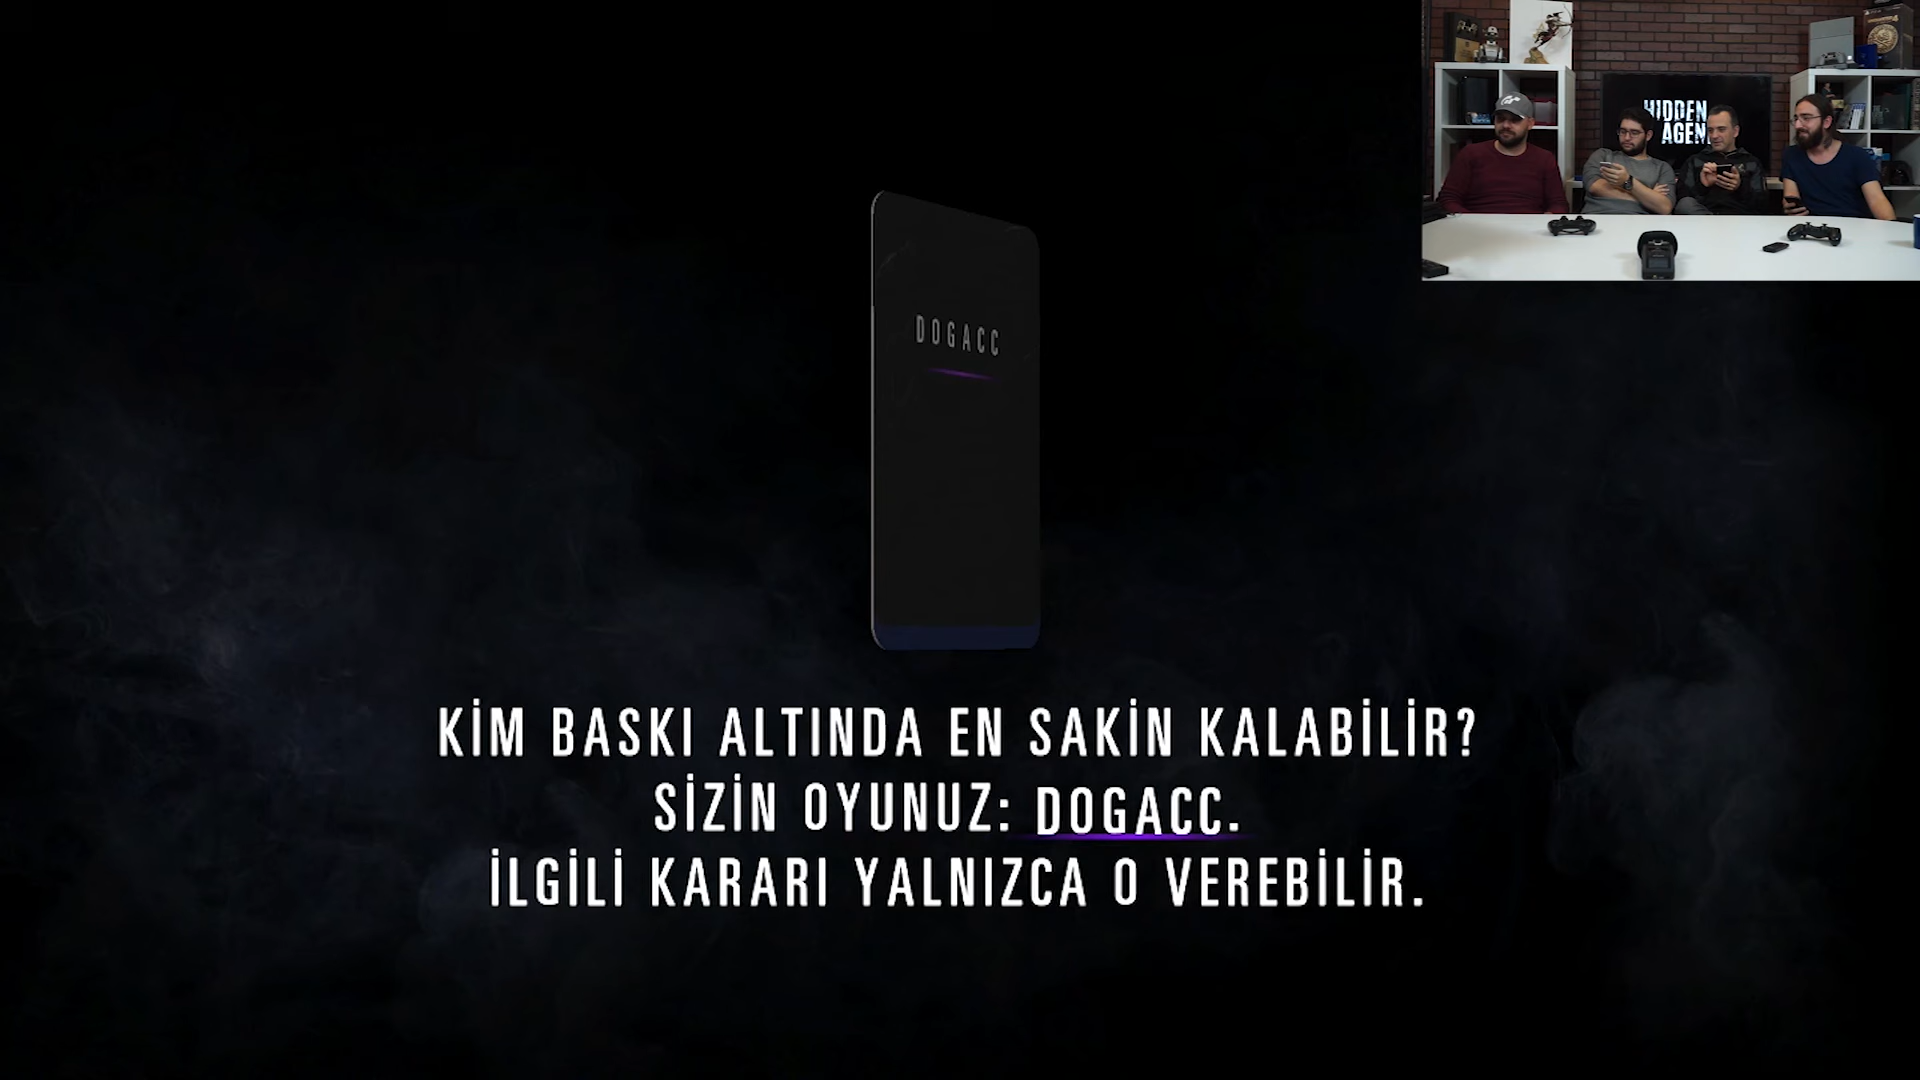 HIDDEN
AGEN
DOGACC
KİM BASKI ALTINDA EN SAKİN KALABİLİR?
SİZİN OYUNUZ: DOGACC.
İLGİLİ KARARI YALNIZCA O VEREBİLİR.